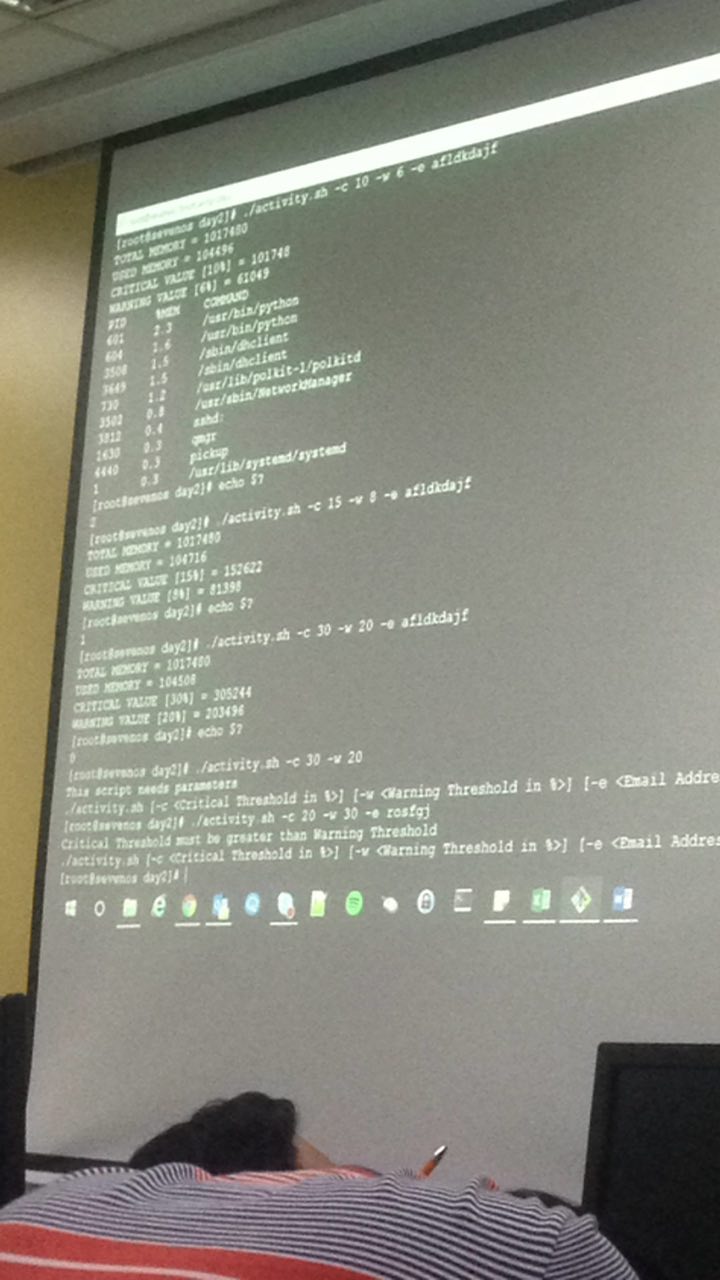 [root@sevenos day2]# ./activity.sh -c 10 -w 6 -e afldkdajf
TOTAL MEMORY = 1017480
USED MEMORY = 104496
CRITICAL VALUE [10%] = 101748
WARNING VALUE [6%] = 61049
PID %MEM COMMAND
601 2.3 /usr/bin/python
604 1.6 /usr/bin/python
3508 1.5 /sbin/dhclient
3649 1.5 /sbin/dhclient
730 1.2 /usr/lib/polkit-1/polkitd
3502 0.8 /usr/sbin/NetworkManager
3812 0.4 sshd:
1630 0.3 qmgr
4440 0.3 pickup
1 0.3 /usr/lib/systemd/systemd
[root@sevenos day2]# echo $?
2
[root@sevenos day2]# ./activity.sh -c 15 -w 8 -e afldkdajf
TOTAL MEMORY = 1017480
USED MEMORY = 104716
CRITICAL VALUE [15%] = 152622
WARNING VALUE [8%] = 81398
[root@sevenos day2]# echo $?
1
[root@sevenos day2]# ./activity.sh -c 30 -w 20 -e afldkdajf
TOTAL MEMORY = 1017480
USED MEMORY = 104508
CRITICAL VALUE [30%] = 305244
WARNING VALUE [20%] = 203496
[root@sevenos day2]# echo $?
0
[root@sevenos day2]# ./activity.sh -c 30 -w 20
This script needs parameters
./activity.sh [-c <Critical Threshold in %>] [-w <Warning Threshold in %>] [-e <Email Addre
[root@sevenos day2]# ./activity.sh -c 20 -w 30 -e rosfgj
Critical Threshold must be greater than Warning Threshold
./activity.sh [-c <Critical Threshold in %>] [-w <Warning Threshold in %>] [-e <Email Addres
[root@sevenos day2]#